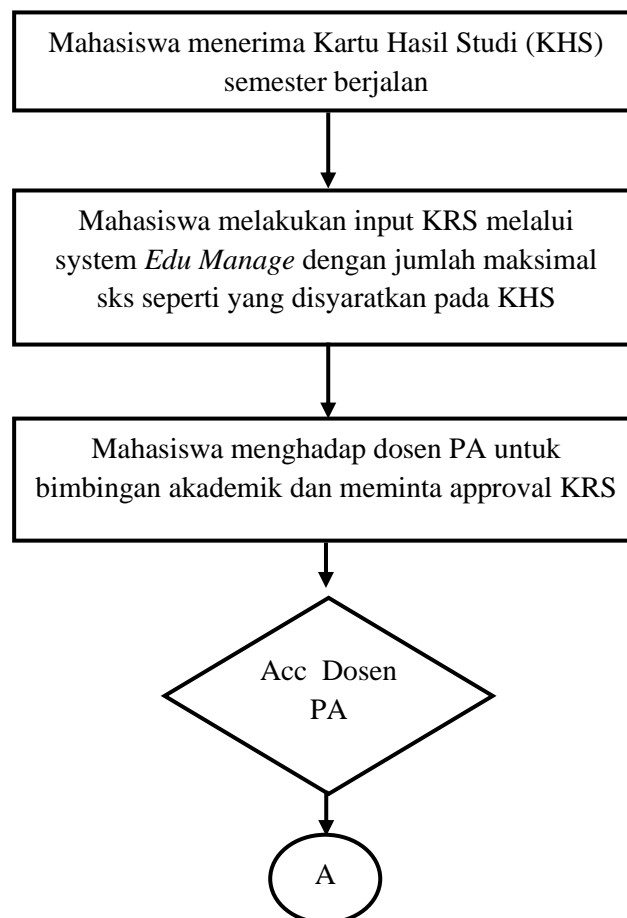 Mahasiswa menerima Kartu Hasil Studi (KHS)
semester berjalan
Mahasiswa melakukan input KRS melalui
system Edu Manage dengan jumlah maksimal
sks seperti yang disyaratkan pada KHS
Mahasiswa menghadap dosen PA untuk
bimbingan akademik dan meminta approval KRS
Acc  Dosen
PA
A